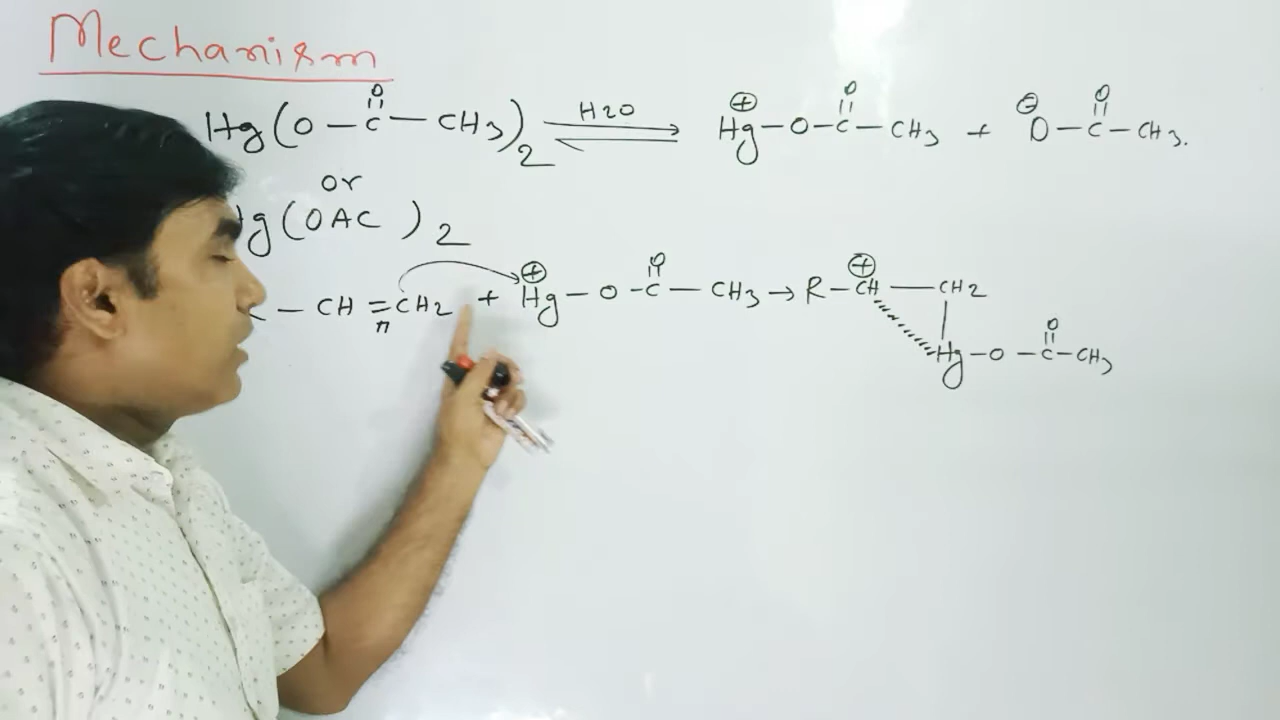 Mechanism
Hg(O-C(=O)-CH3)2 ⇌ H2O ⊕Hg-O-C(=O)-CH3 + ⊖O-C(=O)-CH3.
or
Hg(OAC)2
R-CH=CH2 + ⊕Hg-O-C(=O)-CH3 → R-⊕CH-CH2
π
Hg-O-C(=O)-CH3